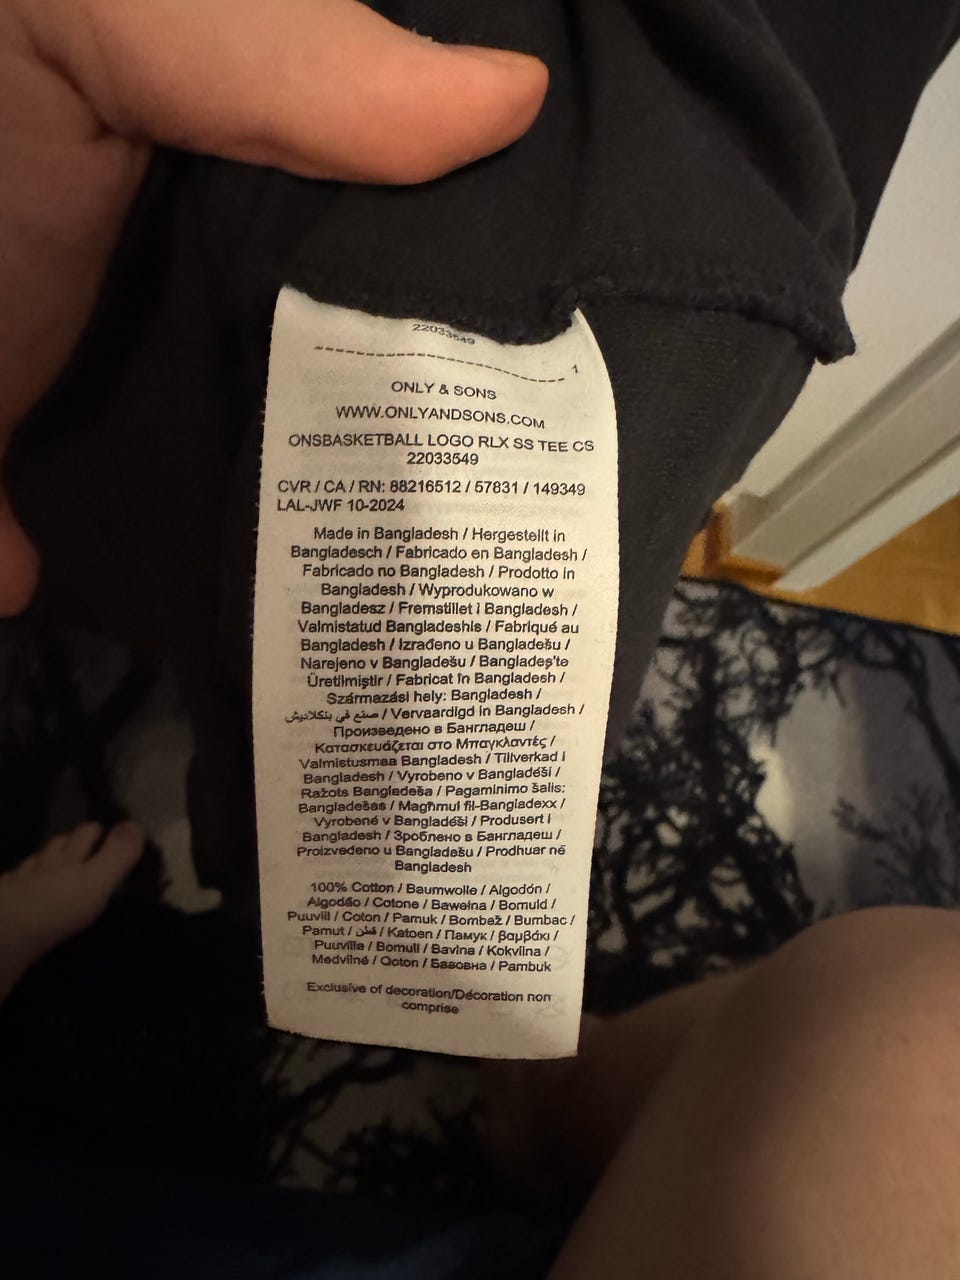 22033549
1
ONLY & SONS
WWW.ONLYANDSONS.COM
ONSBASKETBALL LOGO RLX SS TEE CS
22033549
CVR / CA / RN: 88216512 / 57831 / 149349
LAL-JWF 10-2024
Made in Bangladesh / Hergestellt in
Bangladesch / Fabricado en Bangladesh /
Fabricado no Bangladesh / Prodotto in
Bangladesh / Wyprodukowano w
Bangladesz / Fremstillet i Bangladesh /
Valmistatud Bangladeshis / Fabriqué au
Bangladesh / Izrađeno u Bangladešu /
Narejeno v Bangladešu / Bangladeş'te
Üretilmiştir / Fabricat în Bangladesh /
Származási hely: Bangladesh /
صنع في بنكلاديش / Vervaardigd in Bangladesh /
Произведено в Бангладеш /
Κατασκευάζεται στο Μπαγκλαντές /
Valmistusmaa Bangladesh / Tillverkad i
Bangladesh / Vyrobeno v Bangladéši /
Ražots Bangladeša / Pagaminimo šalis:
Bangladešas / Magħmul fil-Bangladexx /
Vyrobené v Bangladéši / Produsert i
Bangladesh / Зроблено в Бангладеш /
Proizvedeno u Bangladešu / Prodhuar në
Bangladesh
100% Cotton / Baumwolle / Algodón /
Algodão / Cotone / Bawełna / Bomuld /
Puuvill / Coton / Pamuk / Bombaž / Bumbac /
Pamut / قطن / Katoen / Памук / βαμβάκι /
Puuvilla / Bomull / Bavlna / Kokvilna /
Medvilnė / Qoton / Бавовна / Pambuk
Exclusive of decoration/Décoration non
comprise